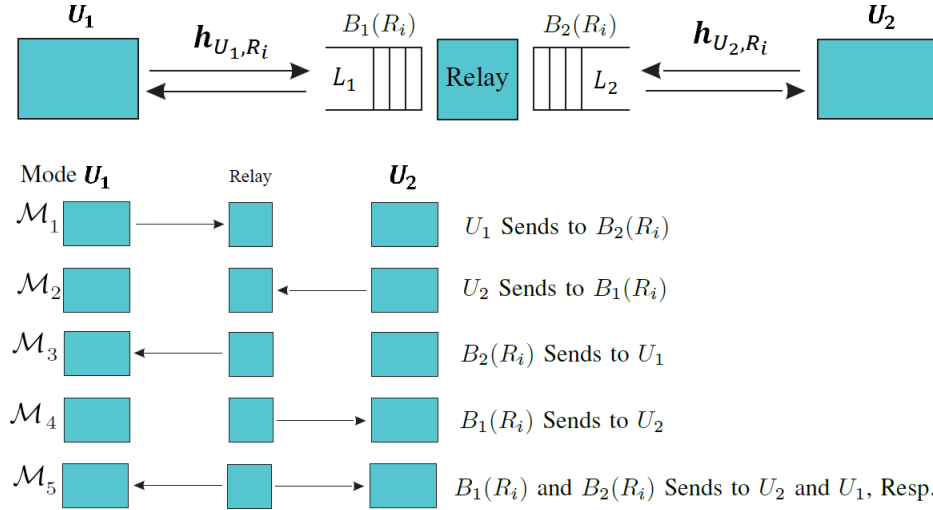 U₁ B₁(Rᵢ) B₂(Rᵢ) U₂
h_{U₁,Rᵢ} h_{U₂,Rᵢ}
L₁ Relay L₂
Mode U₁ Relay U₂
ℳ₁ U₁ Sends to B₂(Rᵢ)
ℳ₂ U₂ Sends to B₁(Rᵢ)
ℳ₃ B₂(Rᵢ) Sends to U₁
ℳ₄ B₁(Rᵢ) Sends to U₂
ℳ₅ B₁(Rᵢ) and B₂(Rᵢ) Sends to U₂ and U₁, Resp.